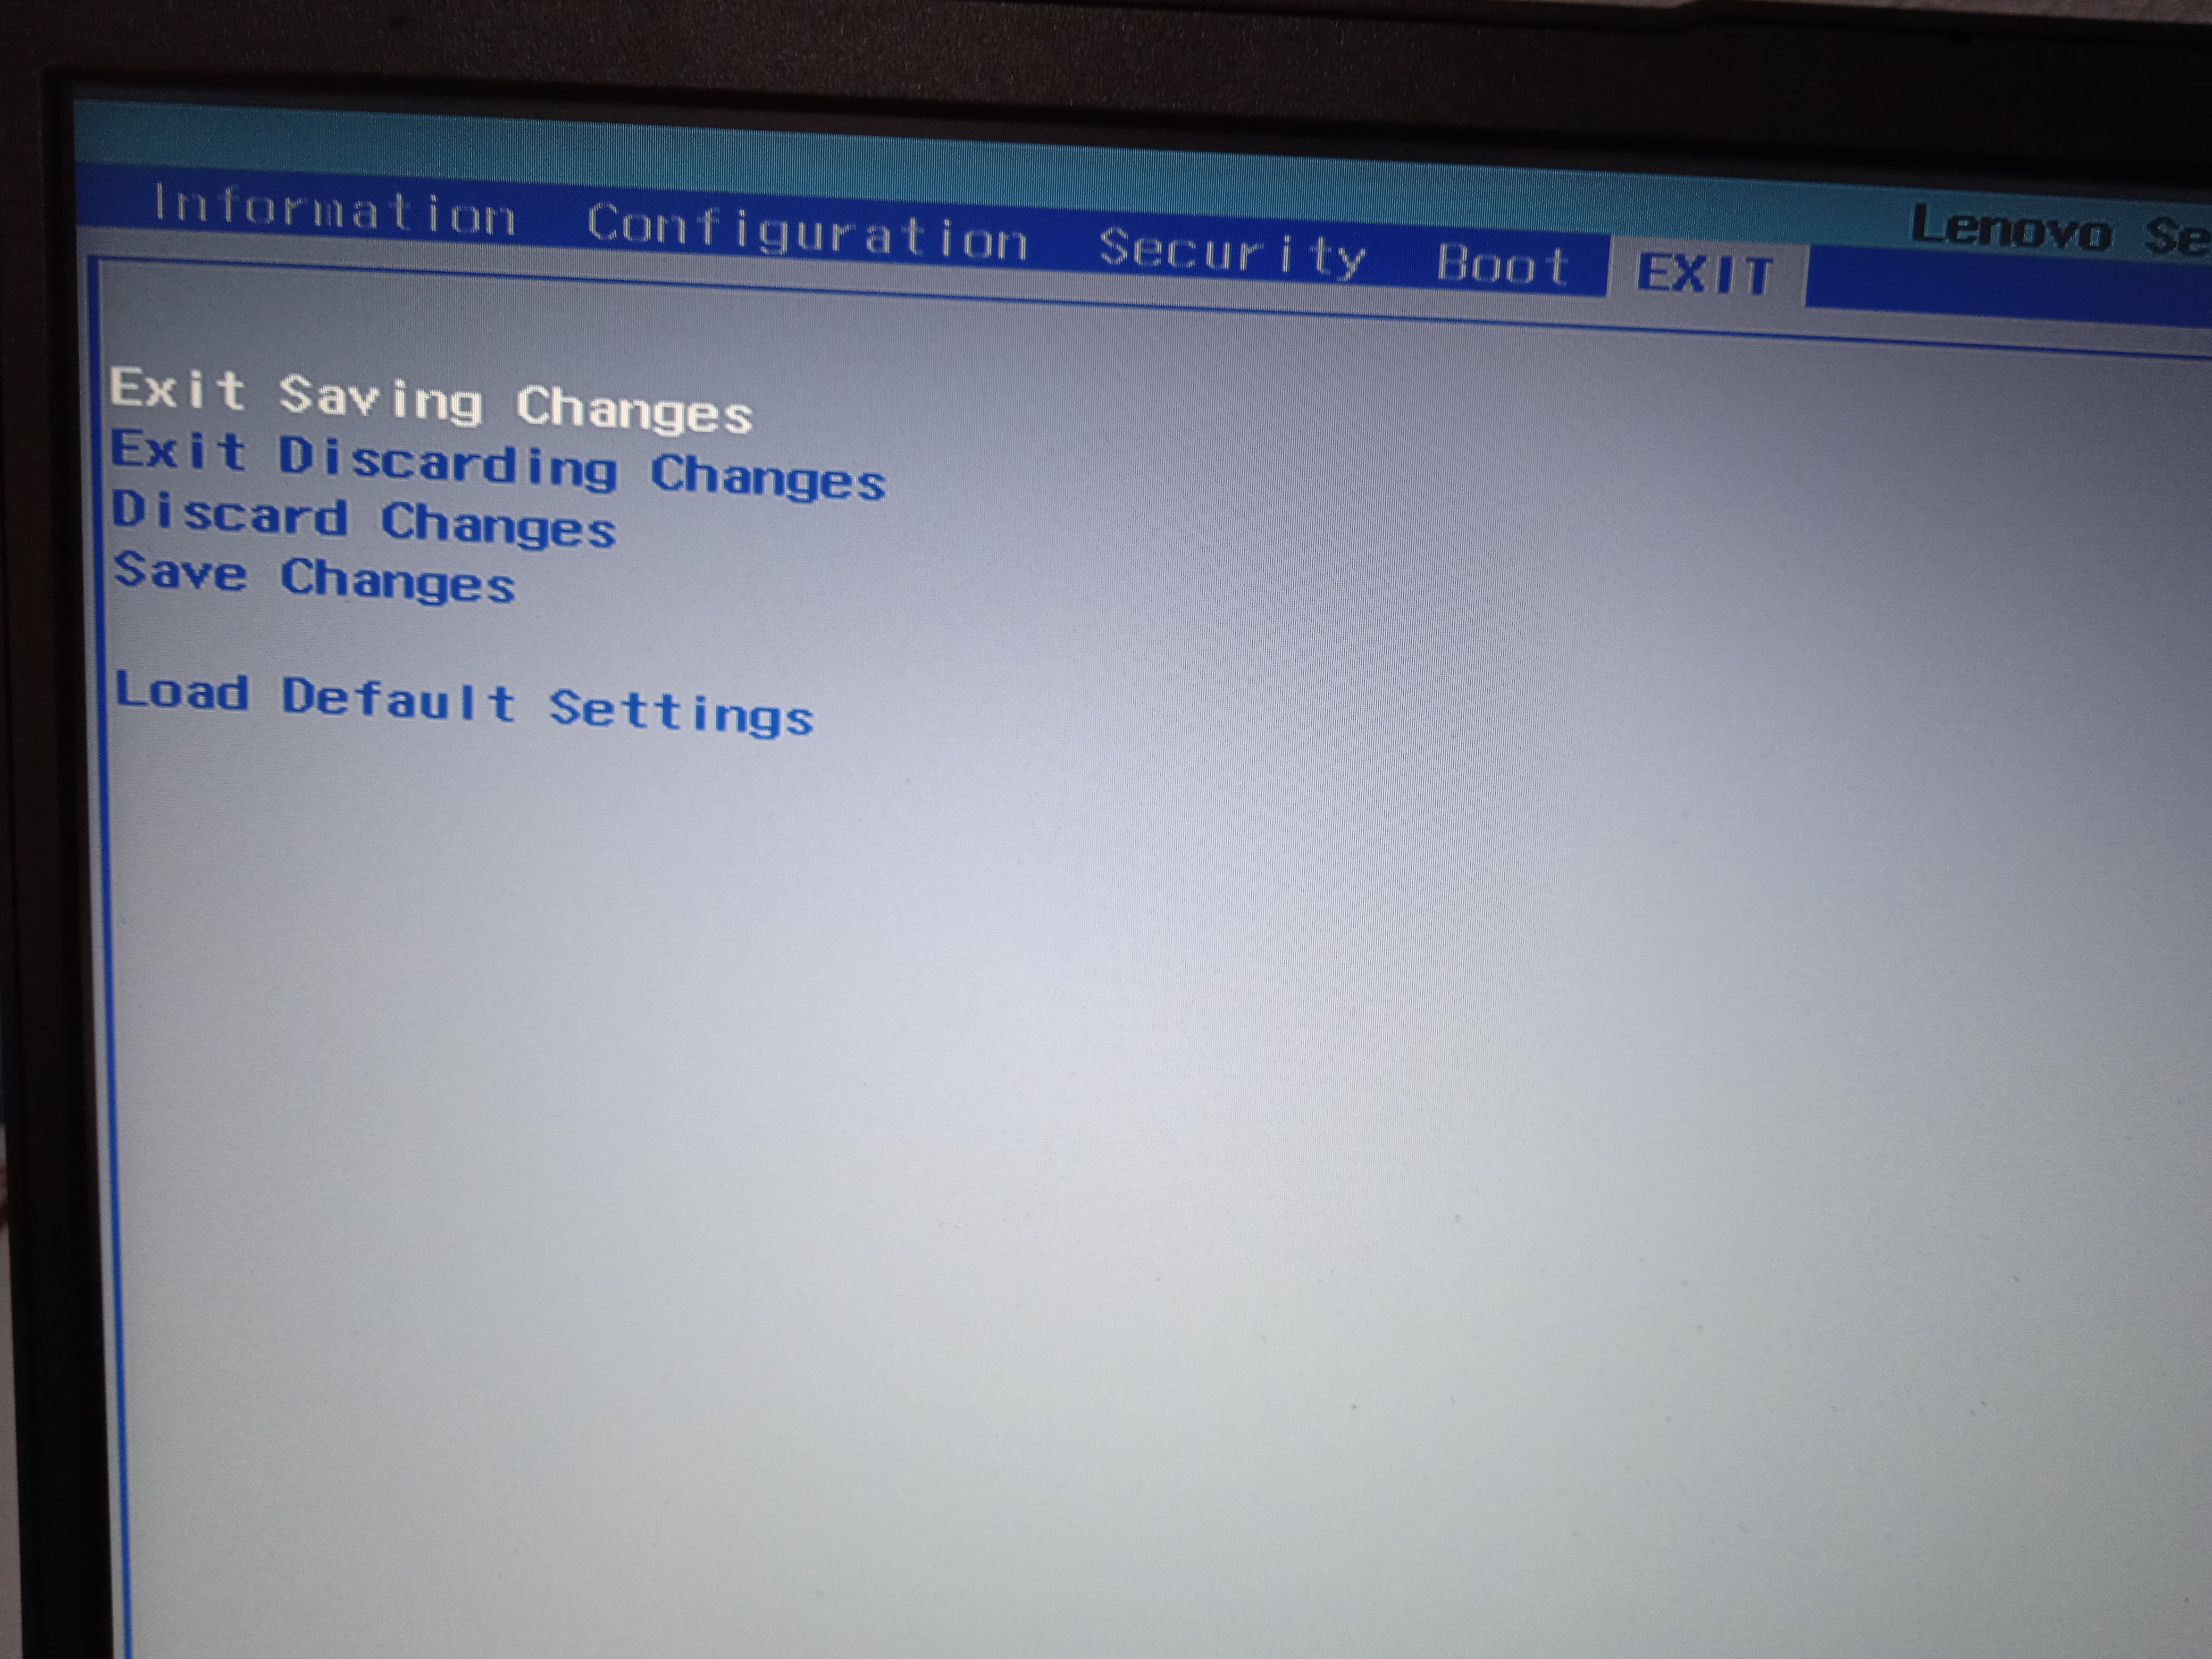 Lenovo Se
Information Configuration Security Boot EXIT
Exit Saving Changes
Exit Discarding Changes
Discard Changes
Save Changes
Load Default Settings